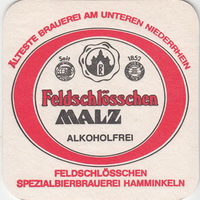 ÄLTESTE BRAUEREI AM UNTEREN NIEDERRHEIN
Seit 1852
Feldschlösschen
MALZ
ALKOHOLFREI
FELDSCHLÖSSCHEN
SPEZIALBIERBRAUEREI HAMMINKELN